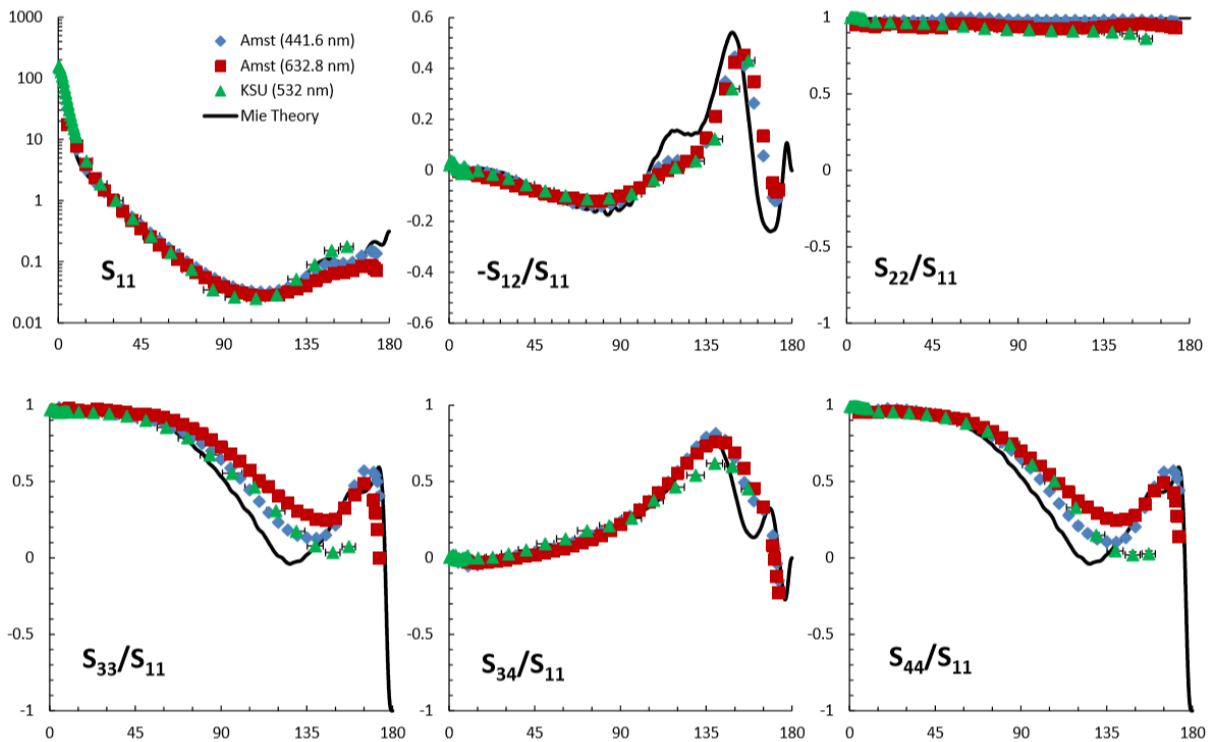 1000
100
10
1
0.1
0.01
0 45 90 135 180
Amst (441.6 nm)
Amst (632.8 nm)
KSU (532 nm)
Mie Theory
S11
0.6
0.4
0.2
0
-0.2
-0.4
-0.6
0 45 90 135 180
-S12/S11
1
0.5
0
-0.5
-1
0 45 90 135 180
S22/S11
1
0.5
0
-0.5
-1
0 45 90 135 180
S33/S11
1
0.5
0
-0.5
-1
0 45 90 135 180
S34/S11
1
0.5
0
-0.5
-1
0 45 90 135 180
S44/S11